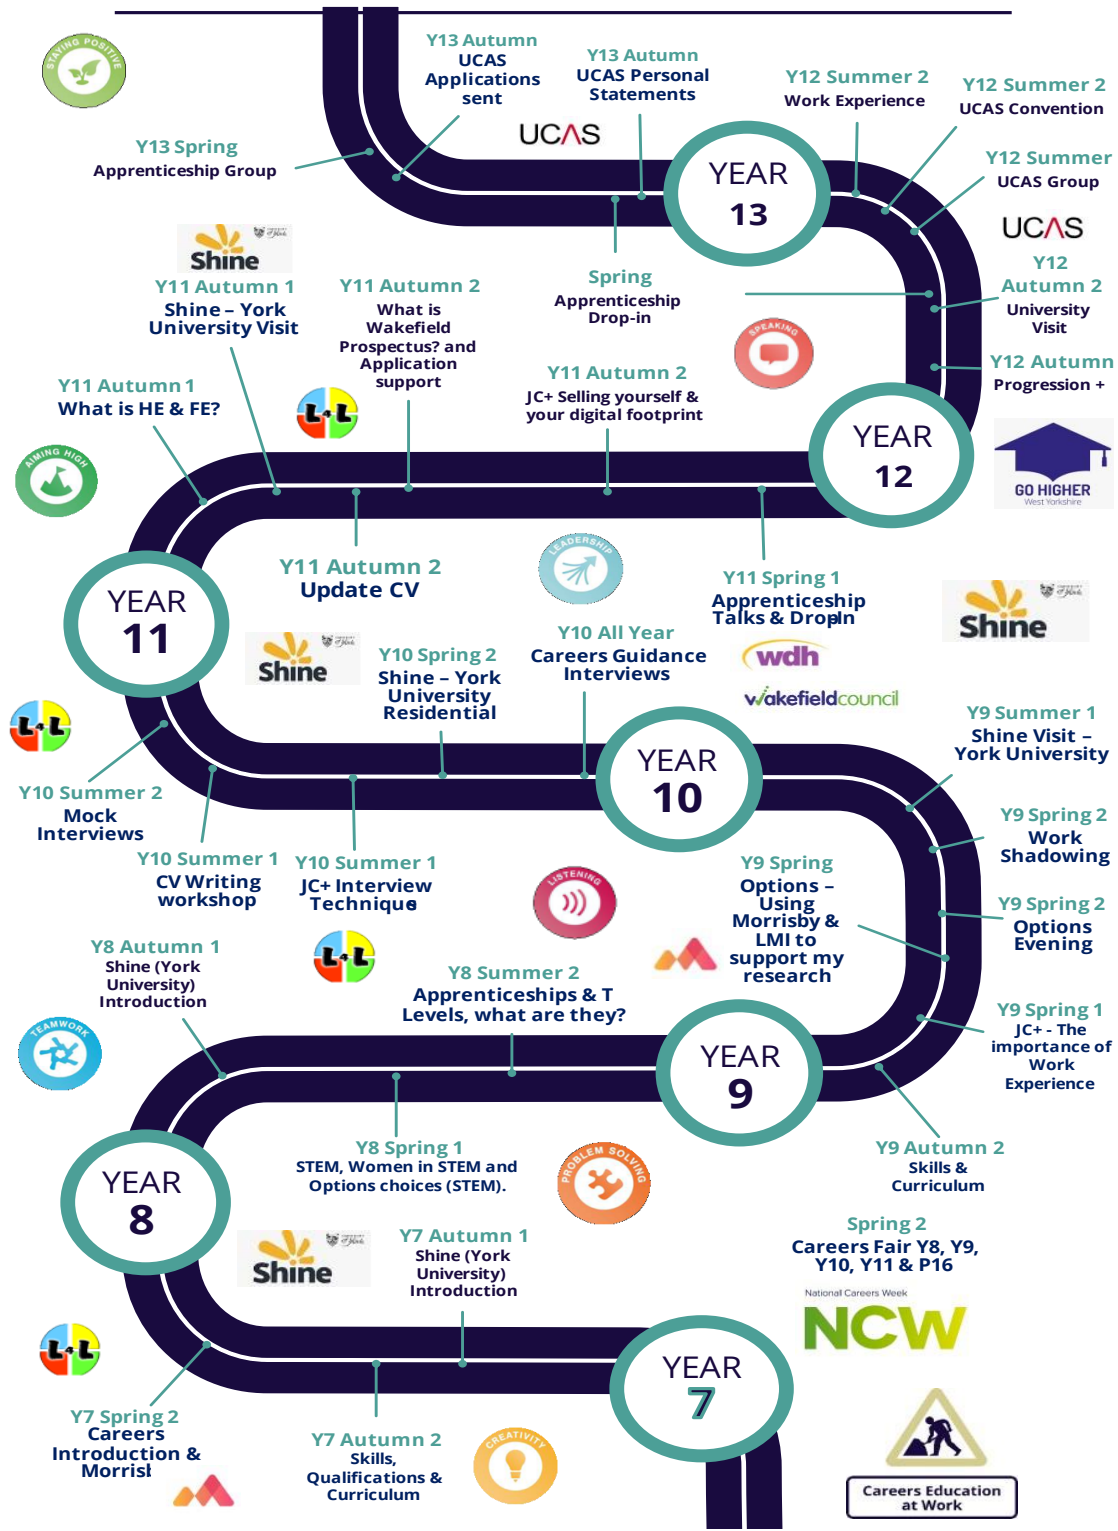 STAYING POSITIVE
Y13 Autumn
UCAS
Applications
sent
Y13 Autumn
UCAS Personal
Statements
Y12 Summer 2
Work Experience
Y12 Summer 2
UCAS Convention
UCAS
Y13 Spring
Apprenticeship Group
YEAR
13
Y12 Summer
UCAS Group
UCAS
Shine
Y11 Autumn 1
Shine – York
University Visit
Y11 Autumn 2
What is
Wakefield
Prospectus? and
Application
support
Spring
Apprenticeship
Drop-in
Y12
Autumn 2
University
Visit
SPEAKING
Y12 Autumn
Progression +
Y11 Autumn 1
What is HE & FE?
L4L
Y11 Autumn 2
JC+ Selling yourself &
your digital footprint
AIMING HIGH
YEAR
12
GO HIGHER
West Yorkshire
Y11 Autumn 2
Update CV
LEADERSHIP
Y11 Spring 1
Apprenticeship
Talks & DropIn
Shine
YEAR
11
Shine
Y10 Spring 2
Shine – York
University
Residential
Y10 All Year
Careers Guidance
Interviews
wdh
wakefieldcouncil
L4L
Y9 Summer 1
Shine Visit –
York University
YEAR
10
Y10 Summer 2
Mock
Interviews
Y10 Summer 1
CV Writing
workshop
Y10 Summer 1
JC+ Interview
Technique
Y9 Spring 2
Work
Shadowing
LISTENING
Y9 Spring
Options –
Using
Morrisby &
LMI to
support my
research
Y9 Spring 2
Options
Evening
Y8 Autumn 1
Shine (York
University)
Introduction
L4L
Y8 Summer 2
Apprenticeships & T
Levels, what are they?
Y9 Spring 1
JC+ - The
importance of
Work
Experience
TEAMWORK
YEAR
9
Y8 Spring 1
STEM, Women in STEM and
Options choices (STEM).
PROBLEM SOLVING
Y9 Autumn 2
Skills &
Curriculum
YEAR
8
Shine
Y7 Autumn 1
Shine (York
University)
Introduction
Spring 2
Careers Fair Y8, Y9,
Y10, Y11 & P16
National Careers Week
NCW
L4L
YEAR
7
Y7 Spring 2
Careers
Introduction &
Y7 Autumn 2
Skills,
Qualifications &
Curriculum
CREATIVITY
Careers Education
at Work